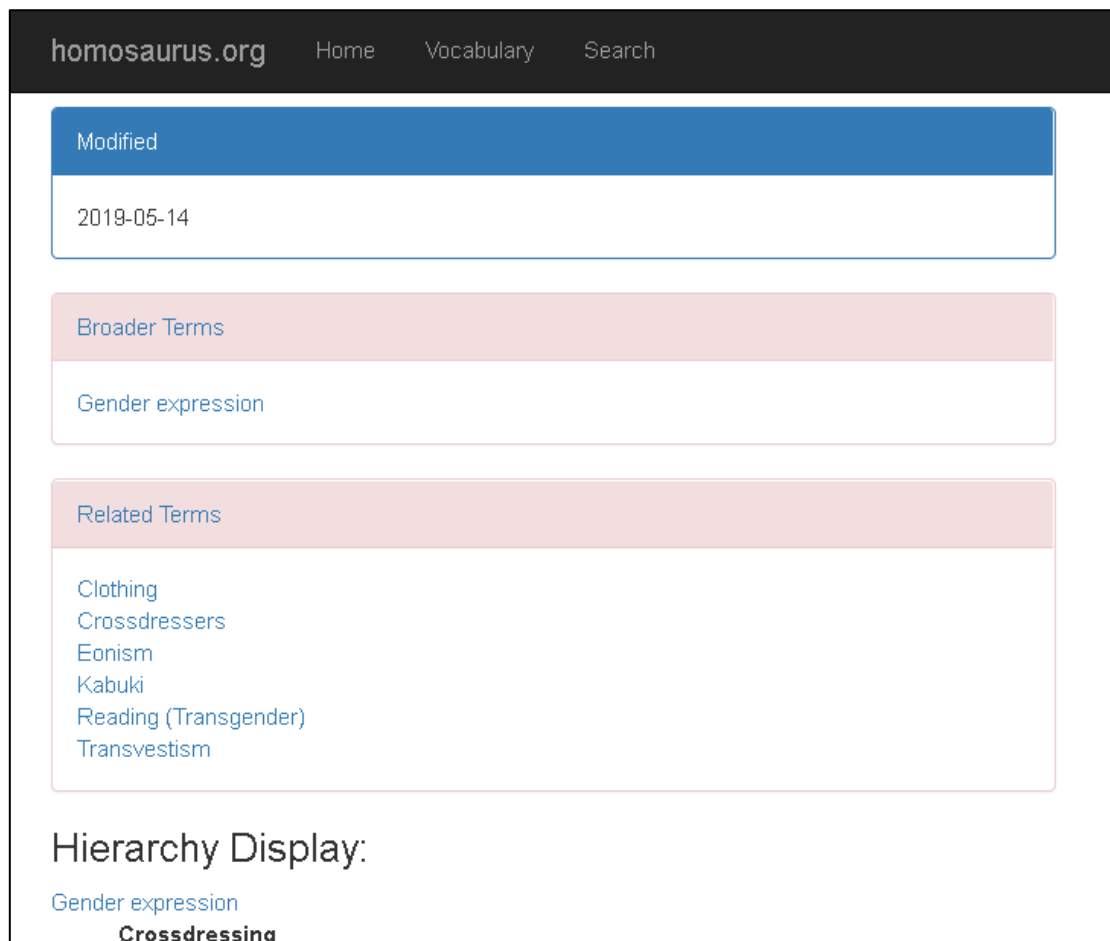 homosaurus.org Home Vocabulary Search
Modified
2019-05-14
Broader Terms
Gender expression
Related Terms
Clothing
Crossdressers
Eonism
Kabuki
Reading (Transgender)
Transvestism
Hierarchy Display:
Gender expression
Crossdressing